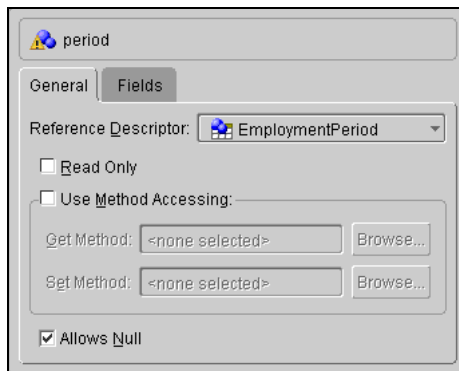 period
General Fields
Reference Descriptor: EmploymentPeriod
Read Only
Use Method Accessing:
Get Method: <none selected> Browse...
Set Method: <none selected> Browse...
Allows Null